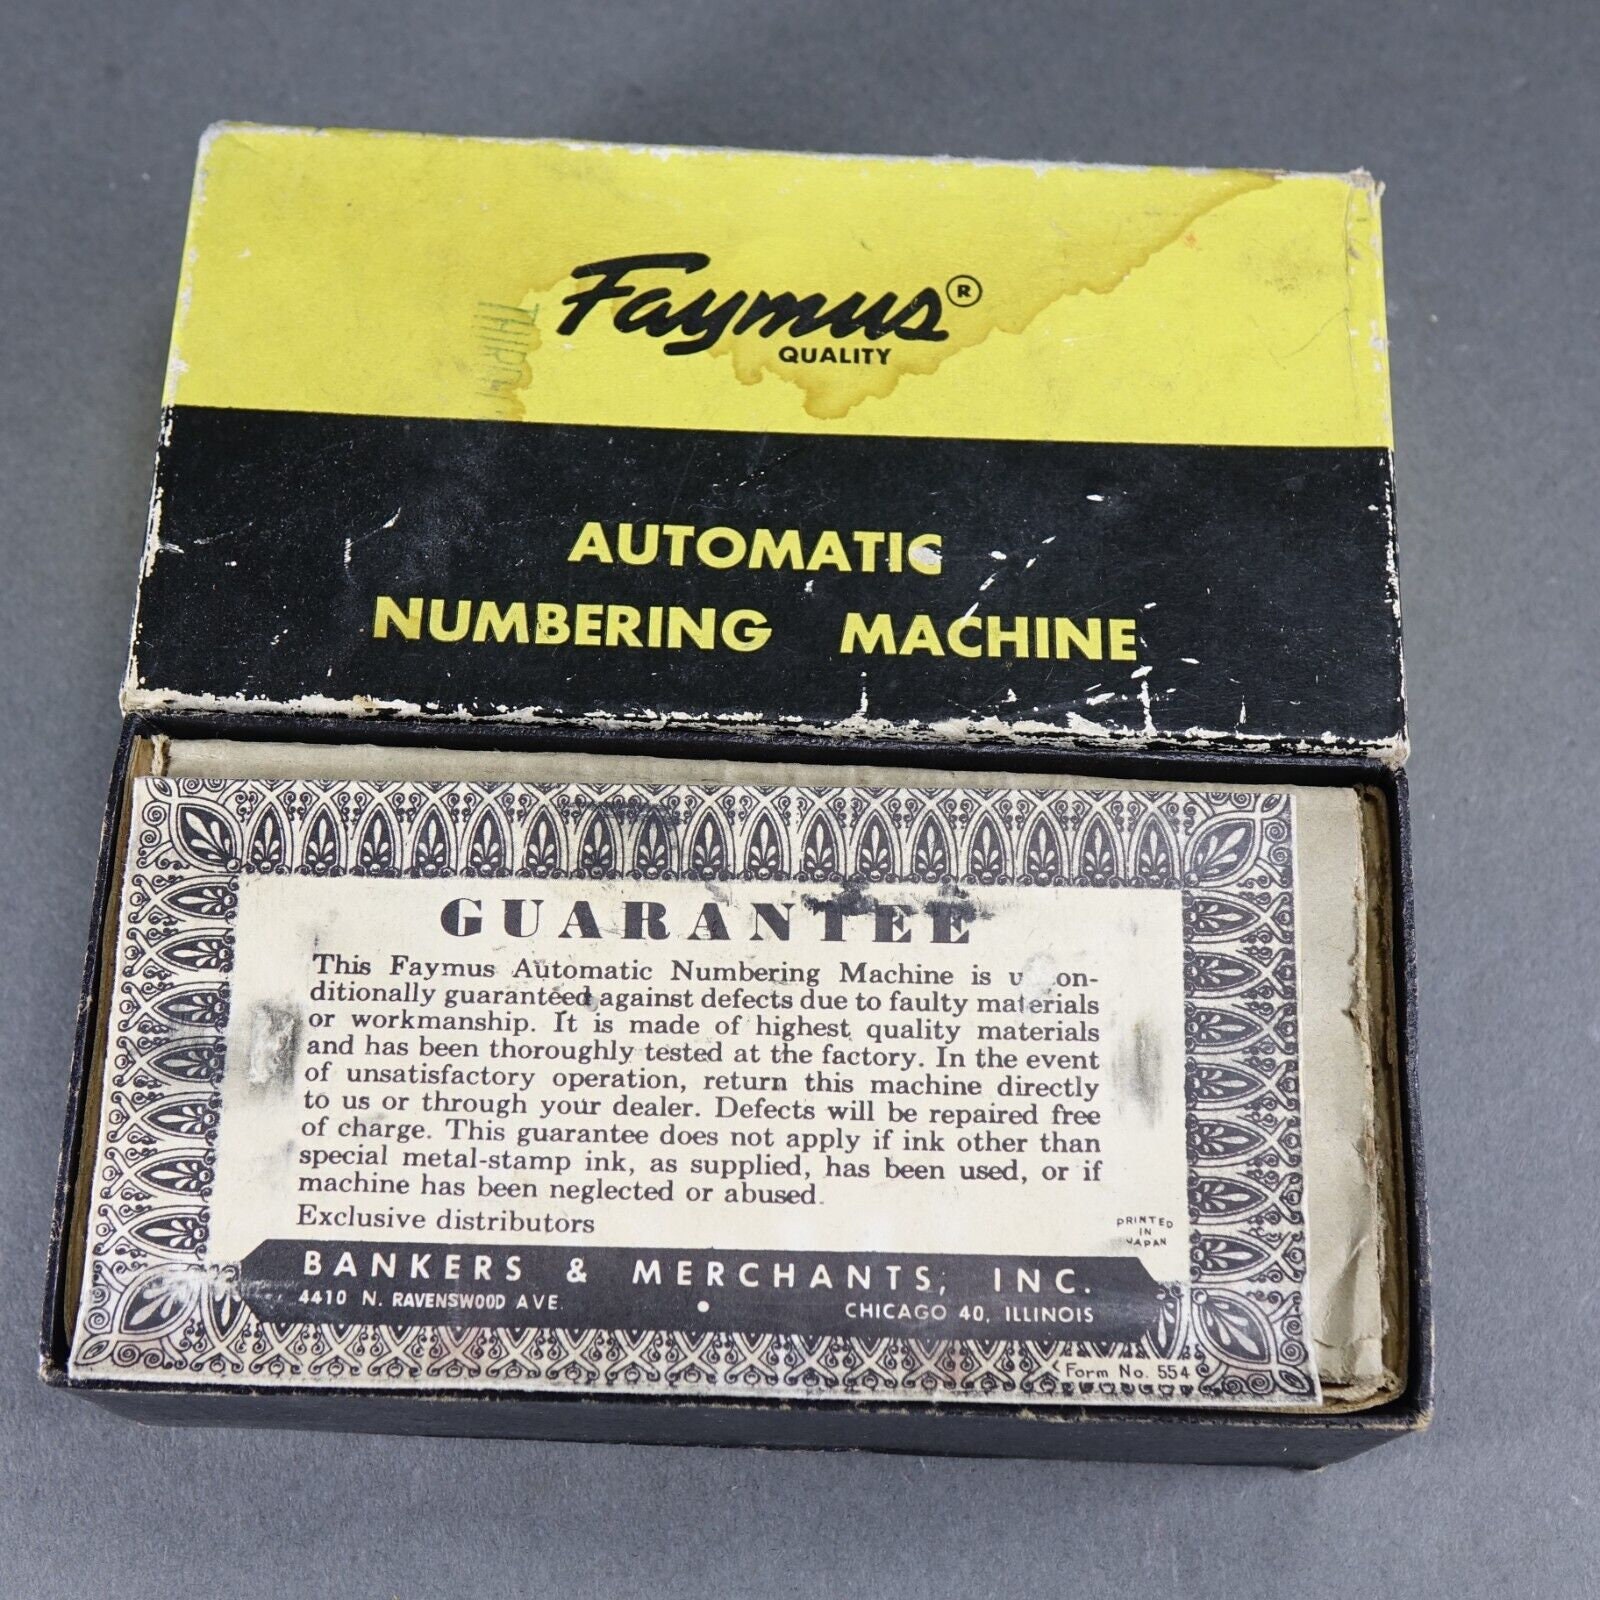 Faymus®
QUALITY
AUTOMATIC
NUMBERING MACHINE
GUARANTEE
This Faymus Automatic Numbering Machine is u on-
ditionally guaranteed against defects due to faulty materials
or workmanship. It is made of highest quality materials
and has been thoroughly tested at the factory. In the event
of unsatisfactory operation, return this machine directly
to us or through your dealer. Defects will be repaired free
of charge. This guarantee does not apply if ink other than
special metal-stamp ink, as supplied, has been used, or if
machine has been neglected or abused.
Exclusive distributors
PRINTED
IN
JAPAN
BANKERS & MERCHANTS, INC.
4410 N. RAVENSWOOD AVE. • CHICAGO 40, ILLINOIS
Form No. 554